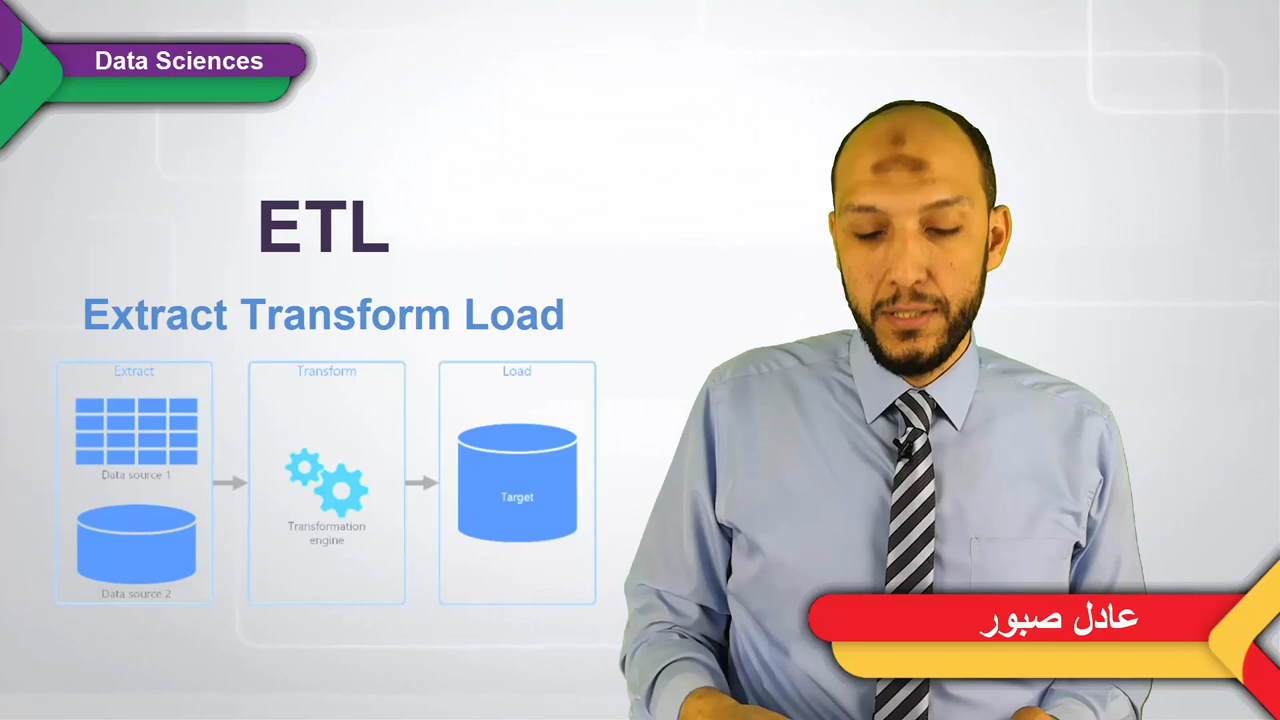 Data Sciences
ETL
Extract Transform Load
Extract
Data source 1
Data source 2
Transform
Transformation
engine
Load
Target
عادل صبور